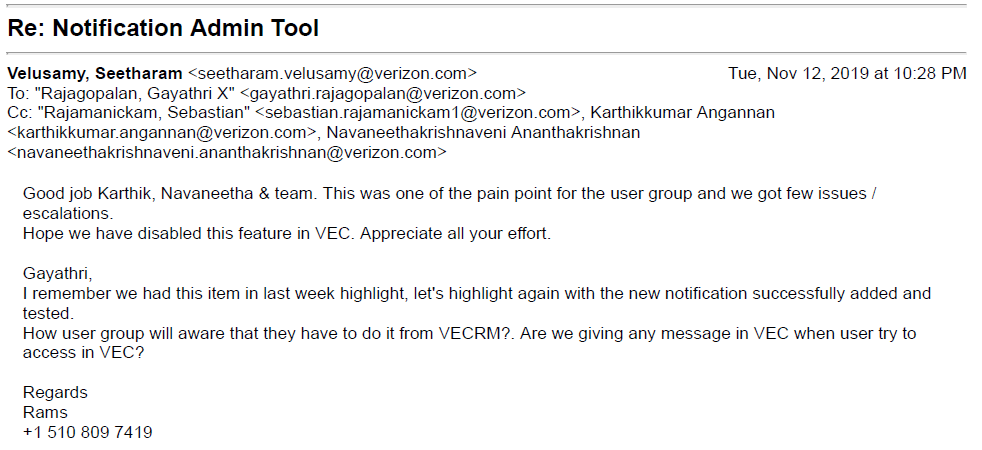 Re: Notification Admin Tool
Velusamy, Seetharam <seetharam.velusamy@verizon.com> Tue, Nov 12, 2019 at 10:28 PM
To: "Rajagopalan, Gayathri X" <gayathri.rajagopalan@verizon.com>
Cc: "Rajamanickam, Sebastian" <sebastian.rajamanickam1@verizon.com>, Karthikkumar Angannan
<karthikkumar.angannan@verizon.com>, Navaneethakrishnaveni Ananthakrishnan
<navaneethakrishnaveni.ananthakrishnan@verizon.com>
Good job Karthik, Navaneetha & team. This was one of the pain point for the user group and we got few issues /
escalations.
Hope we have disabled this feature in VEC. Appreciate all your effort.
Gayathri,
I remember we had this item in last week highlight, let's highlight again with the new notification successfully added and
tested.
How user group will aware that they have to do it from VECRM?. Are we giving any message in VEC when user try to
access in VEC?
Regards
Rams
+1 510 809 7419